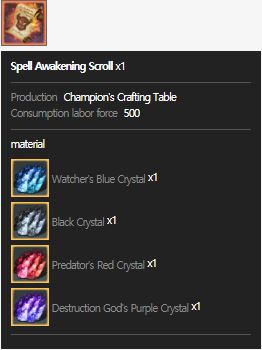 Spell Awakening Scroll x1
Production Champion's Crafting Table
Consumption labor force 500
material
Watcher's Blue Crystal x1
Black Crystal x1
Predator's Red Crystal x1
Destruction God's Purple Crystal x1